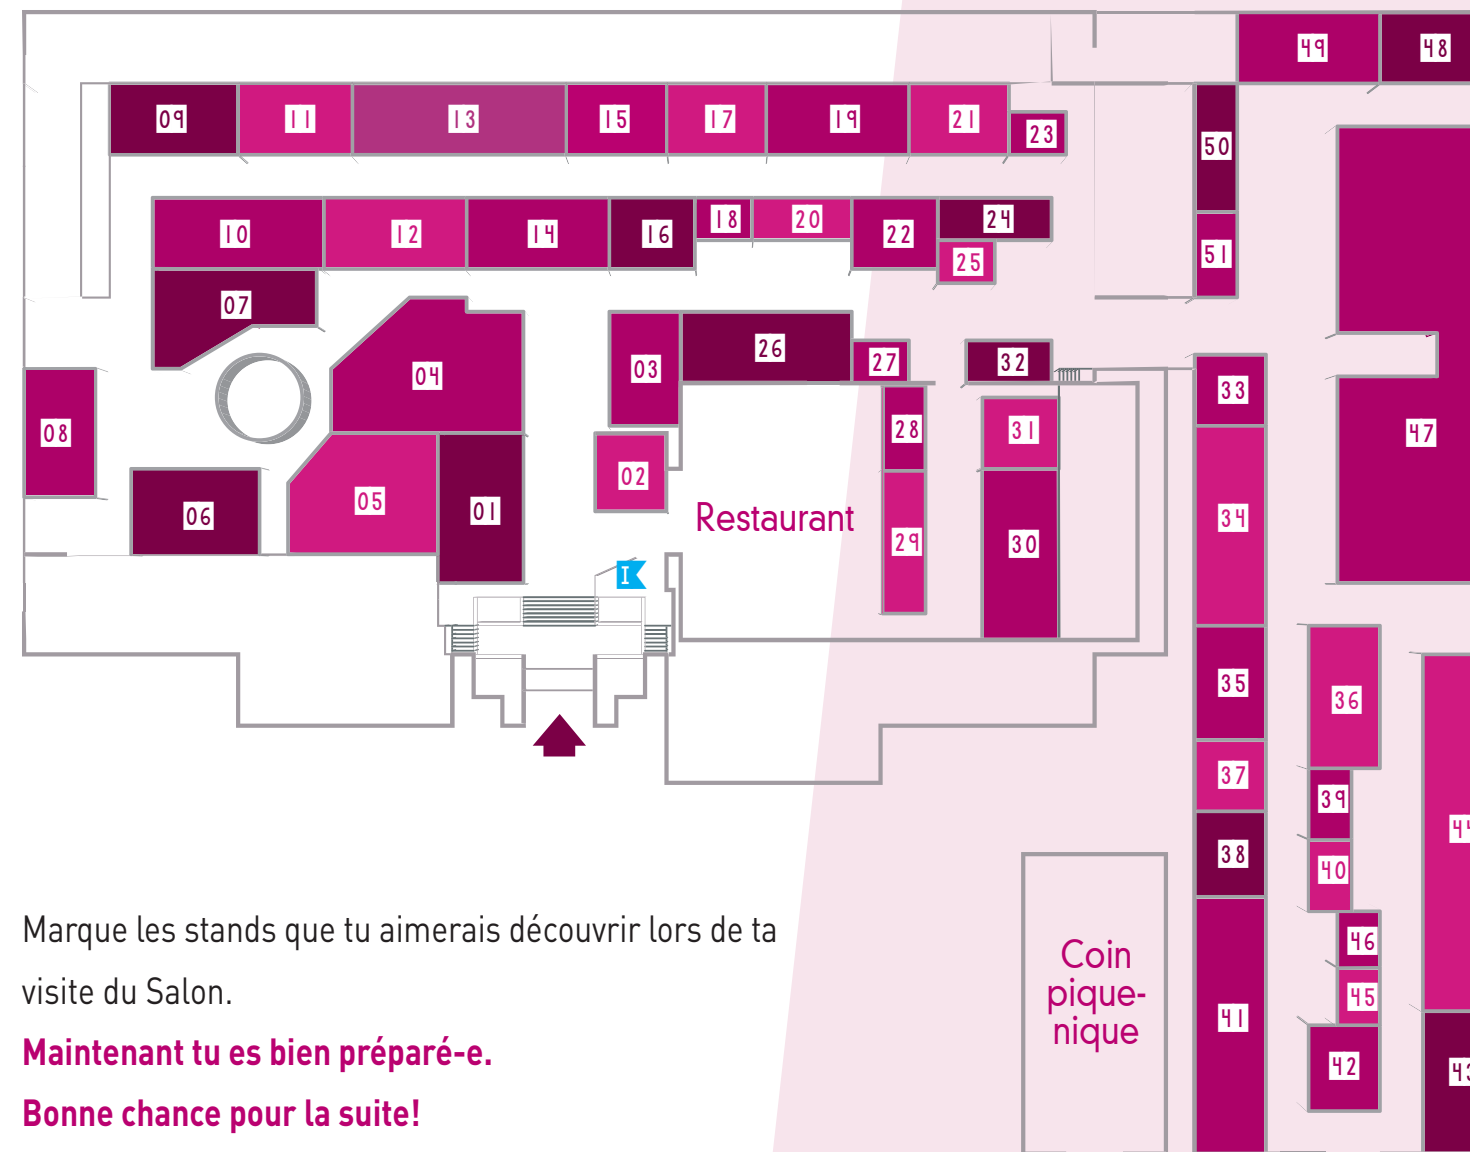 49 48
09 11 13 15 17 19 21 23
50
10 12 14 16 18 20 22 24
25
51
07
26 27 32
03
04
33
31
08
28
47
02
05
01
06
Restaurant
34
29
30
I
35
36
37
39
44
38
40
Marque les stands que tu aimerais découvrir lors de ta
visite du Salon.
Maintenant tu es bien préparé-e.
Bonne chance pour la suite!
Coin
pique-
nique
46
45
41
42
43